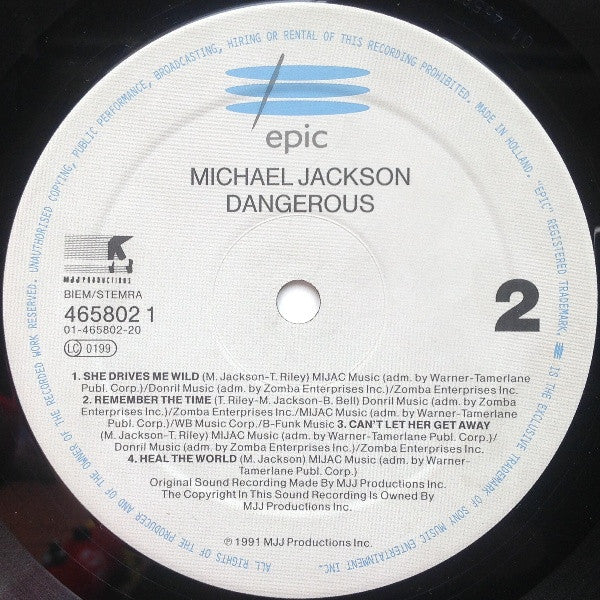 UNAUTHORISED COPYING, PUBLIC PERFORMANCE, BROADCASTING, HIRING OR RENTAL OF THIS RECORDING PROHIBITED. MADE IN HOLLAND. "EPIC" REGISTERED TRADEMARK
IS THE EXCLUSIVE TRADEMARK OF SONY MUSIC ENTERTAINMENT INC.
ALL RIGHTS OF THE PRODUCER AND OF THE OWNER OF THE RECORDED WORK RESERVED.
epic
MICHAEL JACKSON
DANGEROUS
MJJ PRODUCTIONS
BIEM/STEMRA
465802 1
01-465802-20
LC 0199
2
1. SHE DRIVES ME WILD (M. Jackson-T. Riley) MIJAC Music (adm. by Warner-Tamerlane
Publ. Corp.)/Donril Music (adm. by Zomba Enterprises Inc.)/Zomba Enterprises Inc.
2. REMEMBER THE TIME (T. Riley-M. Jackson-B. Bell) Donril Music (adm. by Zomba
Enterprises Inc.)/Zomba Enterprises Inc./MIJAC Music (adm. by Warner-Tamerlane
Publ. Corp.)/WB Music Corp./B-Funk Music 3. CAN'T LET HER GET AWAY
(M. Jackson-T. Riley) MIJAC Music (adm. by Warner-Tamerlane Publ. Corp.)/
Donril Music (adm. by Zomba Enterprises Inc.)/Zomba Enterprises Inc.
4. HEAL THE WORLD (M. Jackson) MIJAC Music (adm. by Warner-
Tamerlane Publ. Corp.)
Original Sound Recording Made By MJJ Productions Inc.
The Copyright In This Sound Recording Is Owned By
MJJ Productions Inc.
℗ 1991 MJJ Productions Inc.